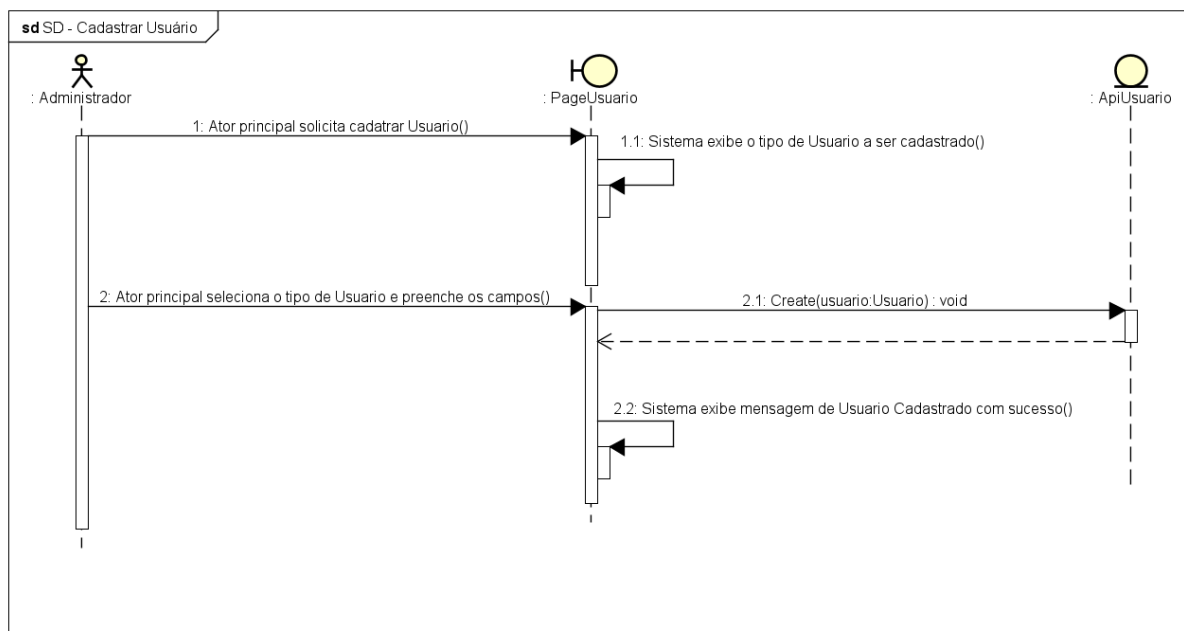 sd SD - Cadastrar Usuário
: Administrador
: PageUsuario
: ApiUsuario
1: Ator principal solicita cadatrar Usuario()
1.1: Sistema exibe o tipo de Usuario a ser cadastrado()
2: Ator principal seleciona o tipo de Usuario e preenche os campos()
2.1: Create(usuario:Usuario) : void
2.2: Sistema exibe mensagem de Usuario Cadastrado com sucesso()